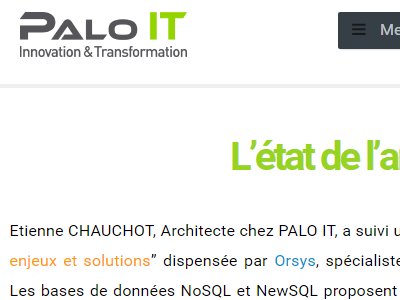 PALO IT
Innovation & Transformation
Me
L'état de l'a
Etienne CHAUCHOT, Architecte chez PALO IT, a suivi u
enjeux et solutions” dispensée par Orsys, spécialiste
Les bases de données NoSQL et NewSQL proposent